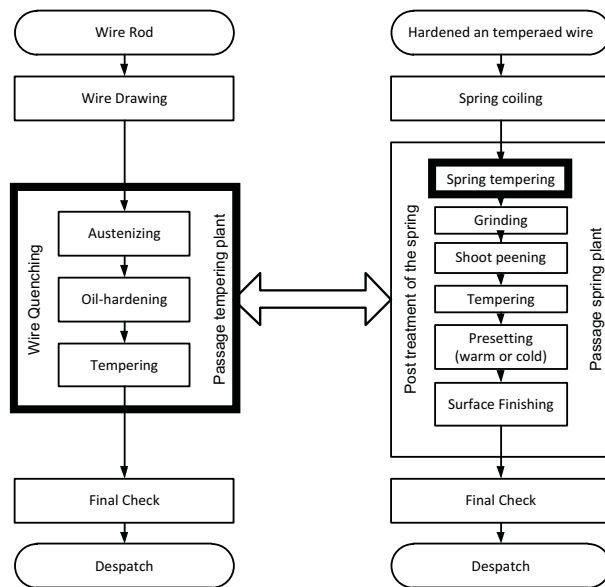 Wire Rod
Wire Drawing
Wire Quenching
Austenizing
Oil-hardening
Tempering
Passage tempering plant
Final Check
Despatch
Hardened an temperaed wire
Spring coiling
Post treatment of the spring
Spring tempering
Grinding
Shoot peening
Tempering
Presetting
(warm or cold)
Surface Finishing
Passage spring plant
Final Check
Despatch